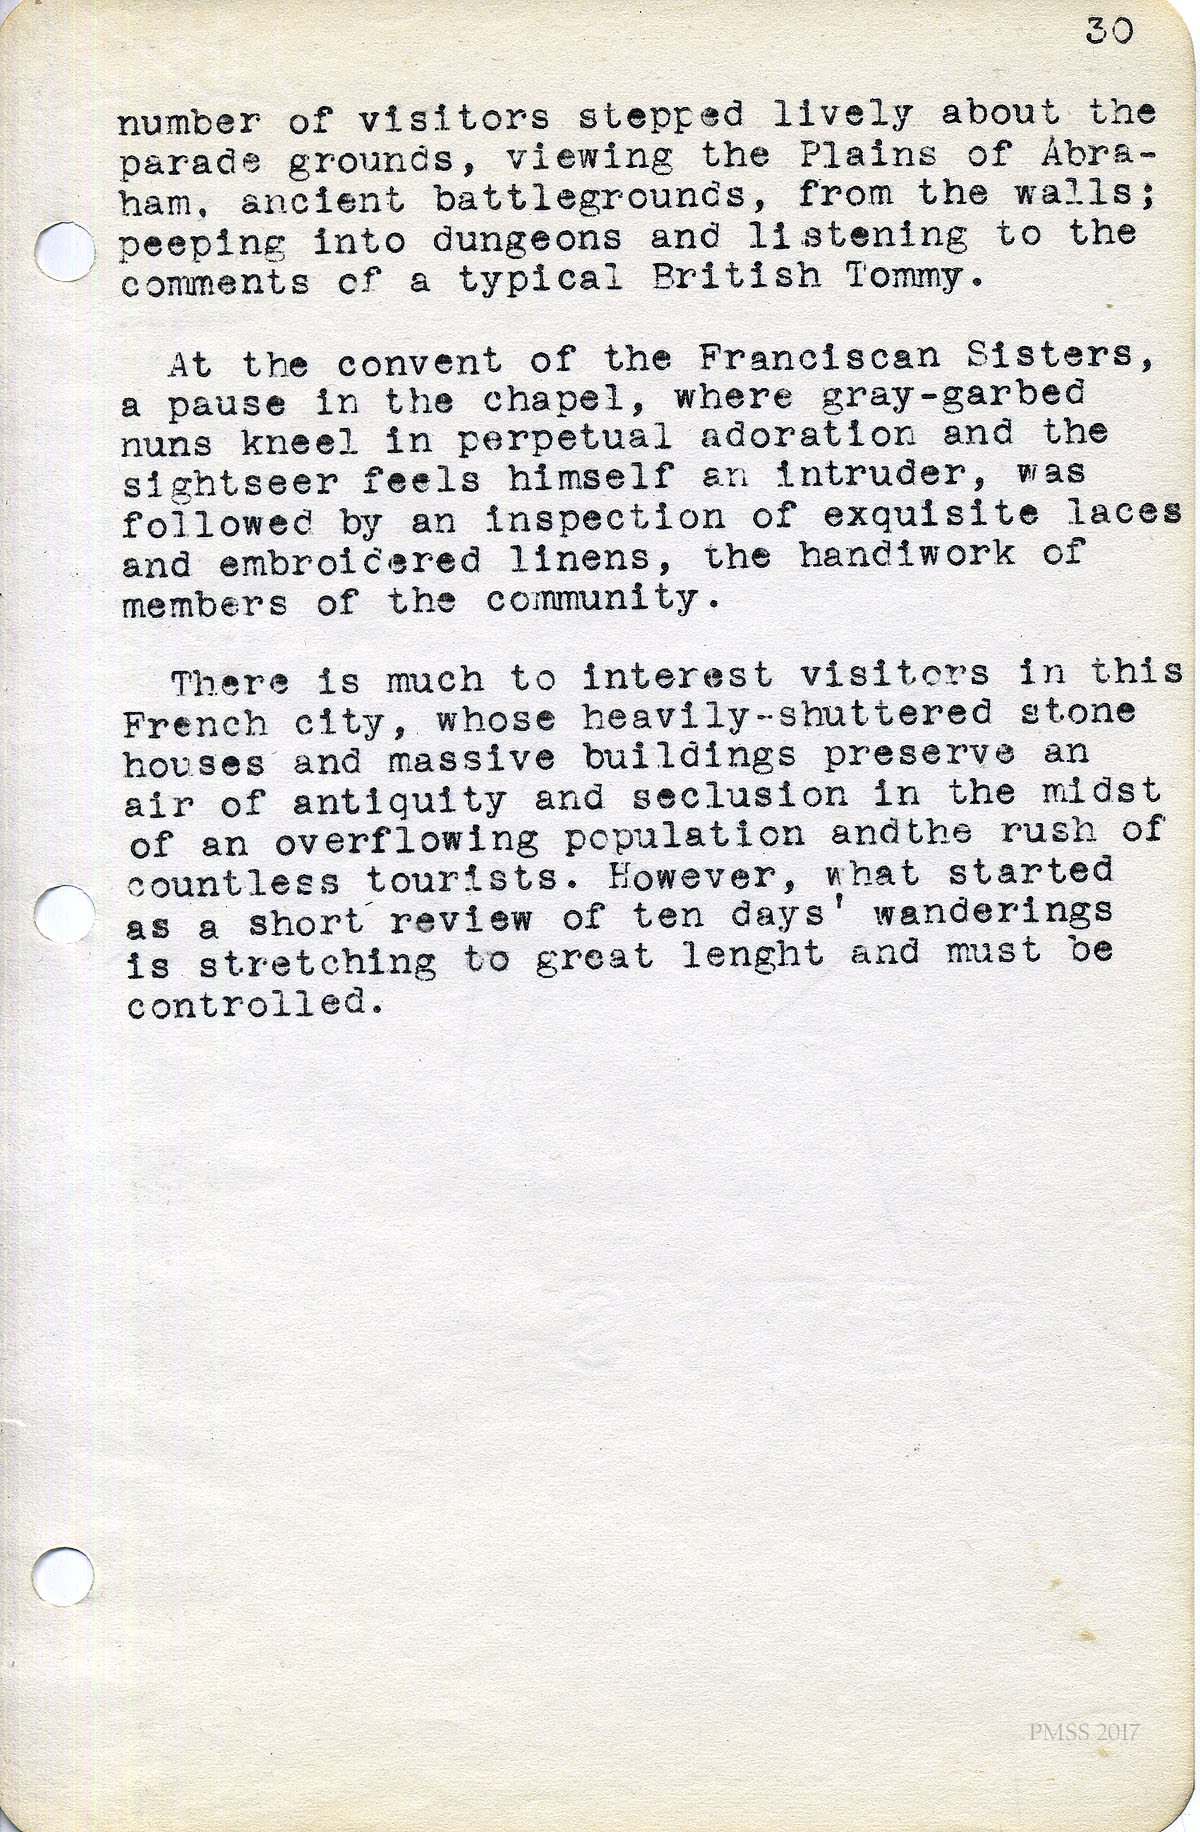 30
number of visitors stepped lively about the
parade grounds, viewing the Plains of Abra-
ham. ancient battlegrounds, from the walls;
peeping into dungeons and listening to the
comments of a typical British Tommy.
At the convent of the Franciscan Sisters,
a pause in the chapel, where gray-garbed
nuns kneel in perpetual adoration and the
sightseer feels himself an intruder, was
followed by an inspection of exquisite laces
and embroidered linens, the handiwork of
members of the community.
There is much to interest visitors in this
French city, whose heavily-shuttered stone
houses and massive buildings preserve an
air of antiquity and seclusion in the midst
of an overflowing population andthe rush of
countless tourists. However, what started
as a short review of ten days' wanderings
is stretching to great lenght and must be
controlled.
PMSS 2017